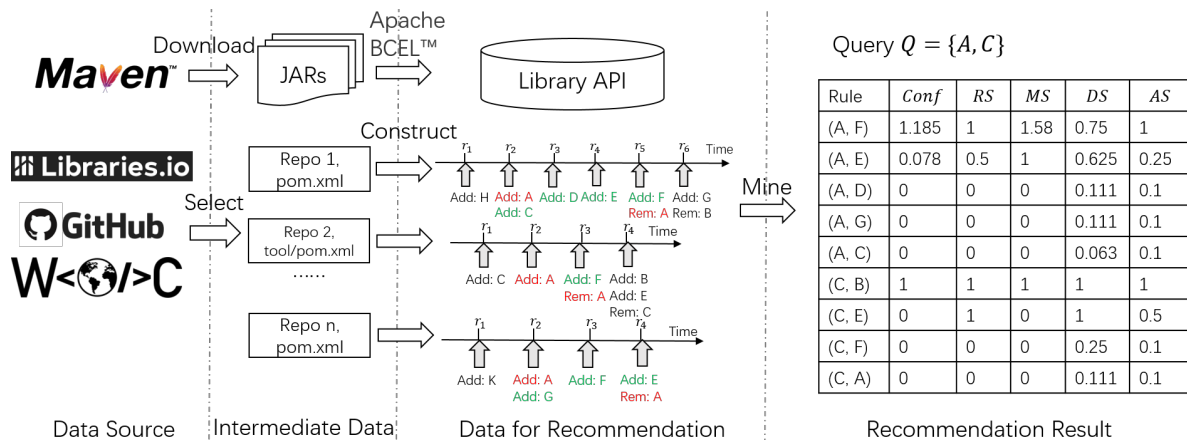 Maven™
Download
JARs
Apache
BCEL™
Library API
Libraries.io
GitHub
W< />C
Select
Repo 1,
pom.xml
Repo 2,
tool/pom.xml
......
Repo n,
pom.xml
Construct
r1 r2 r3 r4 r5 r6 Time
Add: H Add: A Add: D Add: E Add: F Add: G
Add: C Rem: A Rem: B
r1 r2 r3 r4 Time
Add: C Add: A Add: F Add: B
Rem: A Add: E
Rem: C
r1 r2 r3 r4 Time
Add: K Add: A Add: F Add: E
Add: G Rem: A
Mine
Query Q = {A, C}
Rule Conf RS MS DS AS
(A, F) 1.185 1 1.58 0.75 1
(A, E) 0.078 0.5 1 0.625 0.25
(A, D) 0 0 0 0.111 0.1
(A, G) 0 0 0 0.111 0.1
(A, C) 0 0 0 0.063 0.1
(C, B) 1 1 1 1 1
(C, E) 0 1 0 1 0.5
(C, F) 0 0 0 0.25 0.1
(C, A) 0 0 0 0.111 0.1
Data Source
Intermediate Data
Data for Recommendation
Recommendation Result